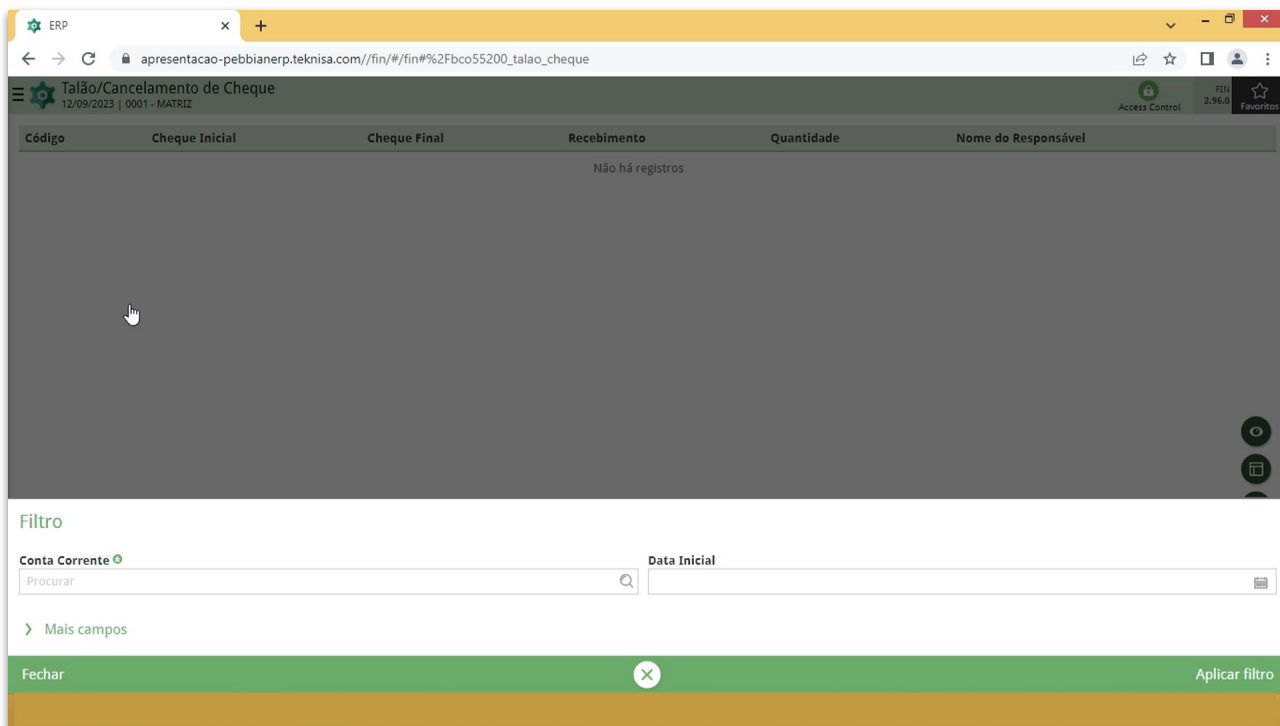 ERP
apresentacao-pebbianerp.teknisa.com//fin/#/fin#%2Fbco55200_talao_cheque
Talão/Cancelamento de Cheque
12/09/2023 | 0001 - MATRIZ
Access Control
FIN
2.96.0
Favoritos
Código Cheque Inicial Cheque Final Recebimento Quantidade Nome do Responsável
Não há registros
Filtro
Conta Corrente Data Inicial
Procurar
Mais campos
Fechar Aplicar filtro